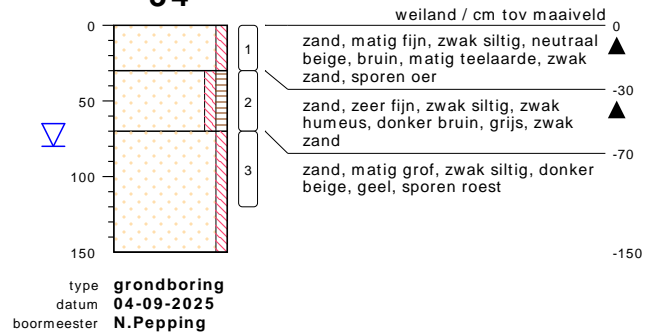 weiland / cm tov maaiveld
0
0
zand, matig fijn, zwak siltig, neutraal
beige, bruin, matig teelaarde, zwak
zand, sporen oer
1
-30
50
2
zand, zeer fijn, zwak siltig, zwak
humeus, donker bruin, grijs, zwak
zand
-70
3
zand, matig grof, zwak siltig, donker
beige, geel, sporen roest
100
150
-150
type grondboring
datum 04-09-2025
boormeester N.Pepping